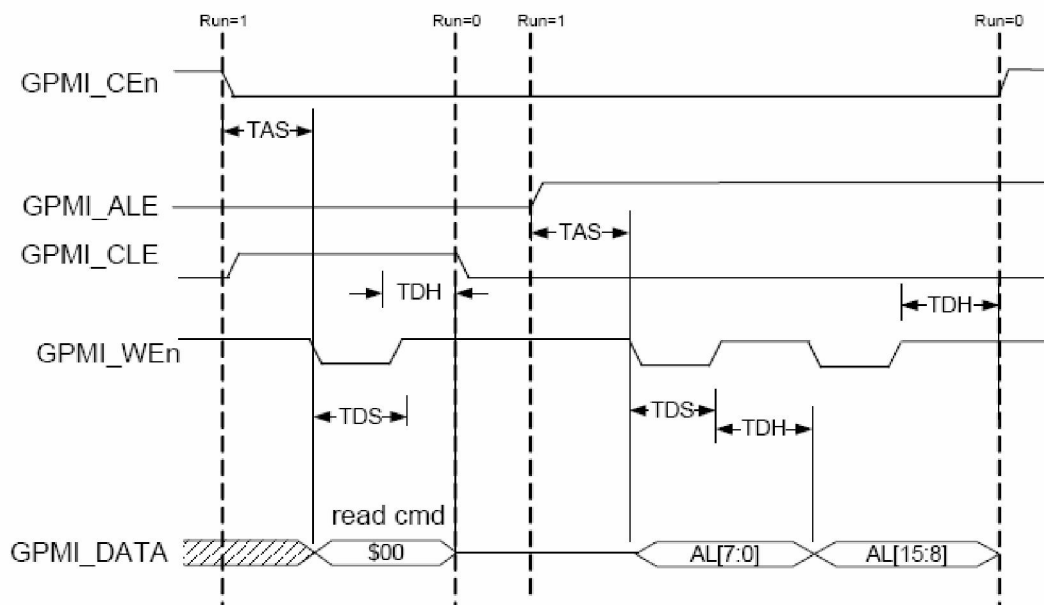 Run=1 Run=0 Run=1 Run=0
GPMI_CEn
TAS
GPMI_ALE
TAS
GPMI_CLE
TDH
TDH
GPMI_WEn
TDS
TDS
TDH
read cmd
GPMI_DATA $00 AL[7:0] AL[15:8]